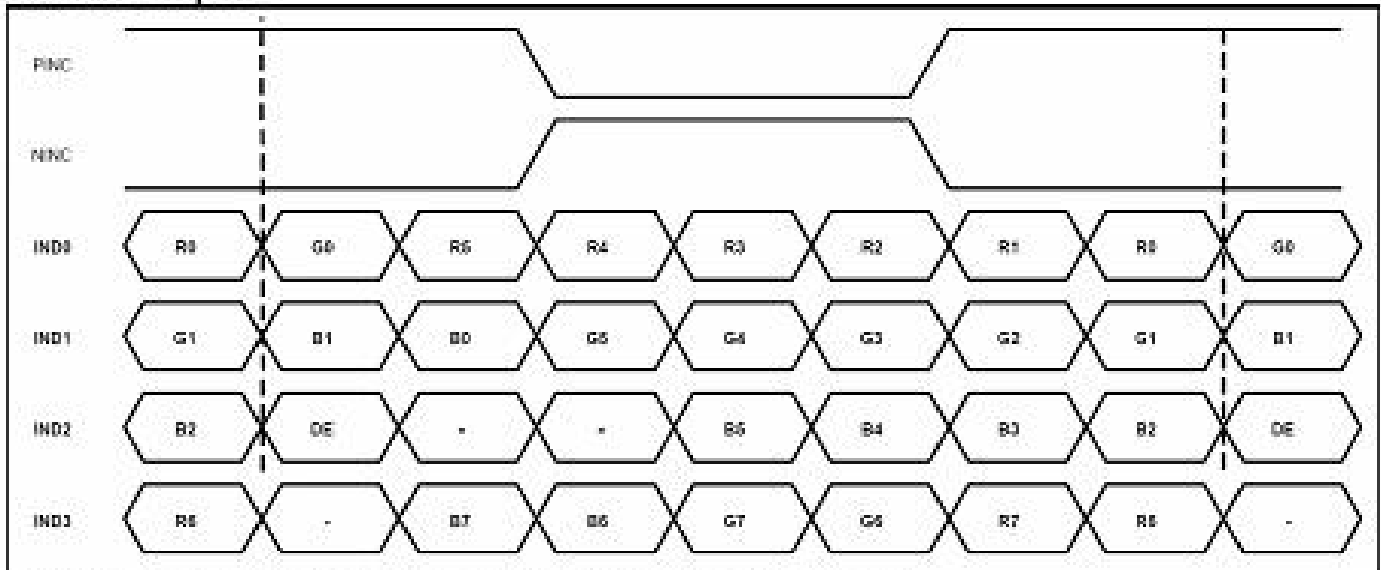 PINC
NINC
IND0 R0 G0 R5 R4 R3 R2 R1 R0 G0
IND1 G1 B1 B0 G5 G4 G3 G2 G1 B1
IND2 B2 DE - - B5 B4 B3 B2 DE
IND3 R6 - B7 B6 G7 G6 R7 R6 -